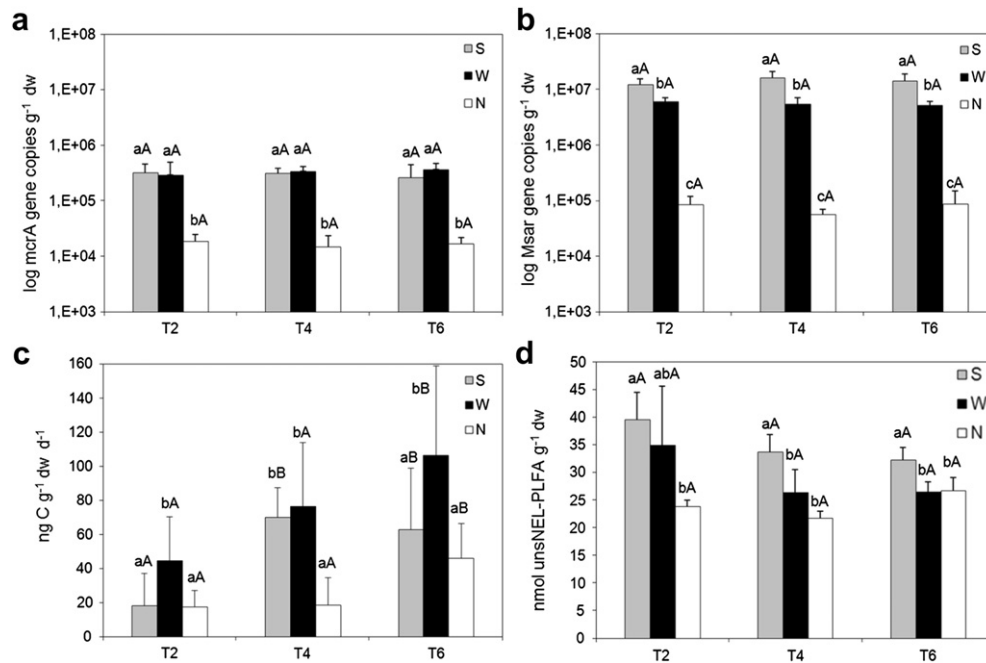 a
1,E+08
1,E+07
1,E+06
1,E+05
1,E+04
1,E+03
log mcrA gene copies g⁻¹ dw
S
W
N
aA aA bA
aA aA bA
aA aA bA
T2 T4 T6
b
1,E+08
1,E+07
1,E+06
1,E+05
1,E+04
1,E+03
log Msar gene copies g⁻¹ dw
S
W
N
aA bA cA
aA bA cA
aA bA cA
T2 T4 T6
c
160
140
120
100
80
60
40
20
0
ng C g⁻¹ dw d⁻¹
S
W
N
aA bA aA
bB bA aA
aB bB aB
T2 T4 T6
d
50
45
40
35
30
25
20
15
10
5
0
nmol unsNEL-PLFA g⁻¹ dw
S
W
N
aA abA bA
aA bA bA
aA bA bA
T2 T4 T6